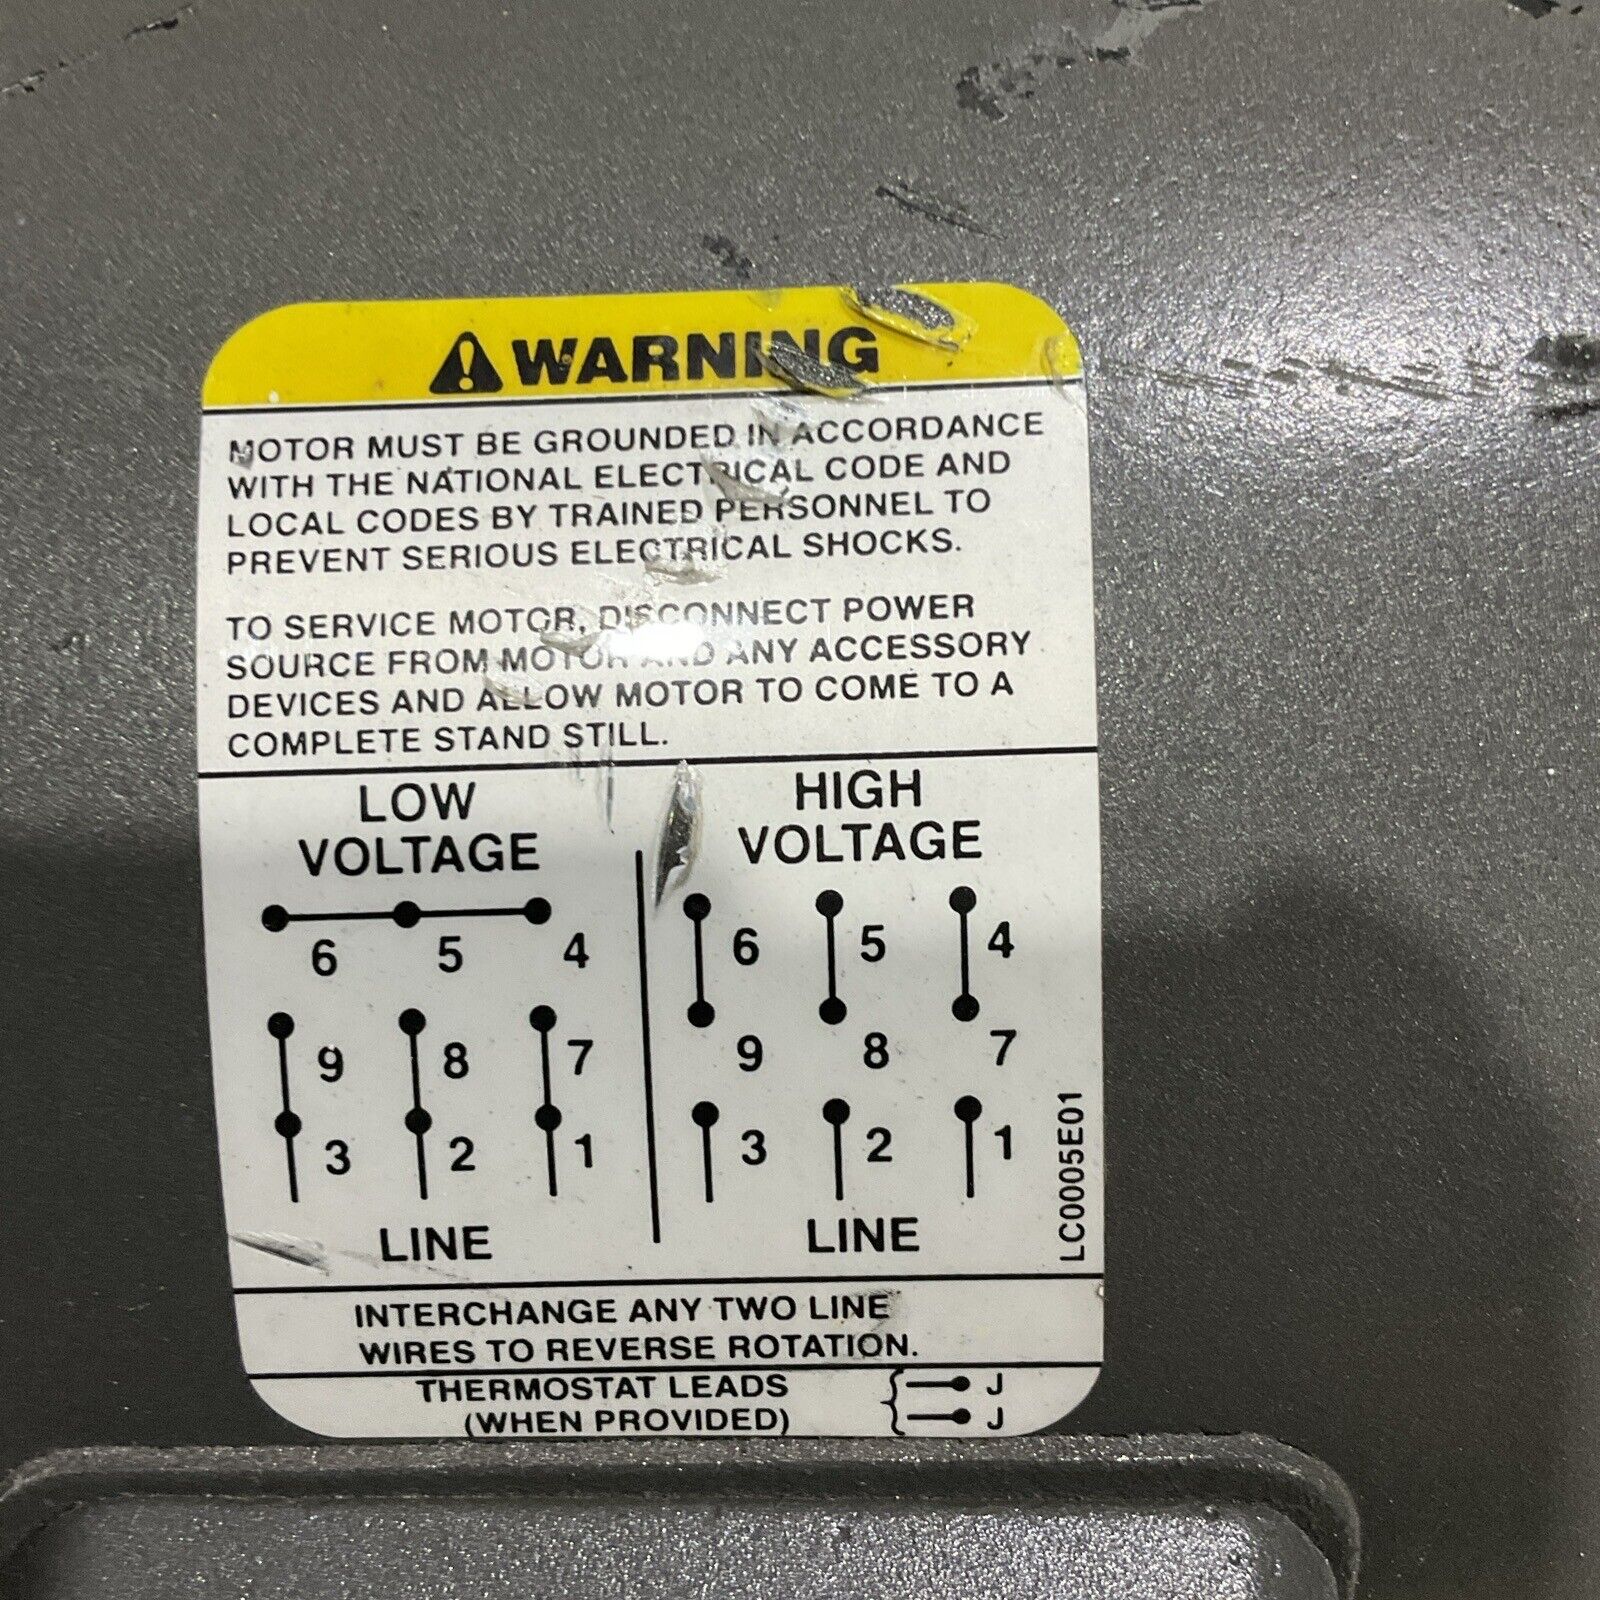 WARNING
MOTOR MUST BE GROUNDED IN ACCORDANCE
WITH THE NATIONAL ELECTRICAL CODE AND
LOCAL CODES BY TRAINED PERSONNEL TO
PREVENT SERIOUS ELECTRICAL SHOCKS.
TO SERVICE MOTOR, DISCONNECT POWER
SOURCE FROM MOTOR AND ANY ACCESSORY
DEVICES AND ALLOW MOTOR TO COME TO A
COMPLETE STAND STILL.
LOW
VOLTAGE
6 5 4
9 8 7
3 2 1
LINE
HIGH
VOLTAGE
6 5 4
9 8 7
3 2 1
LINE
LC0005E01
INTERCHANGE ANY TWO LINE
WIRES TO REVERSE ROTATION.
THERMOSTAT LEADS J
(WHEN PROVIDED) J